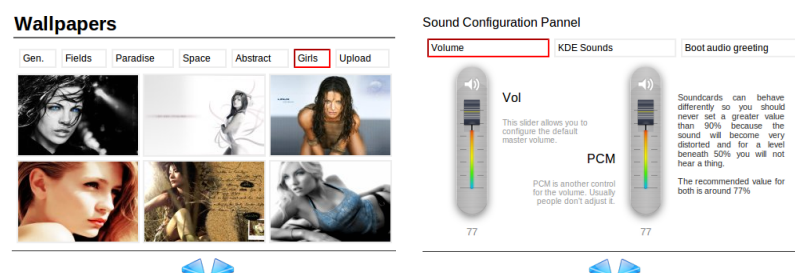 Wallpapers
Gen.
Fields
Paradise
Space
Abstract
Girls
Upload
Sound Configuration Pannel
Volume
KDE Sounds
Boot audio greeting
Vol
This slider allows you to
configure the default
master volume.
PCM
PCM is another control
for the volume. Usually
people don't adjust it.
77
77
Soundcards can behave
differently so you should
never set a greater value
than 90% because the
sound will become very
distorted and for a level
beneath 50% you will not
hear a thing.
The recommended value for
both is around 77%